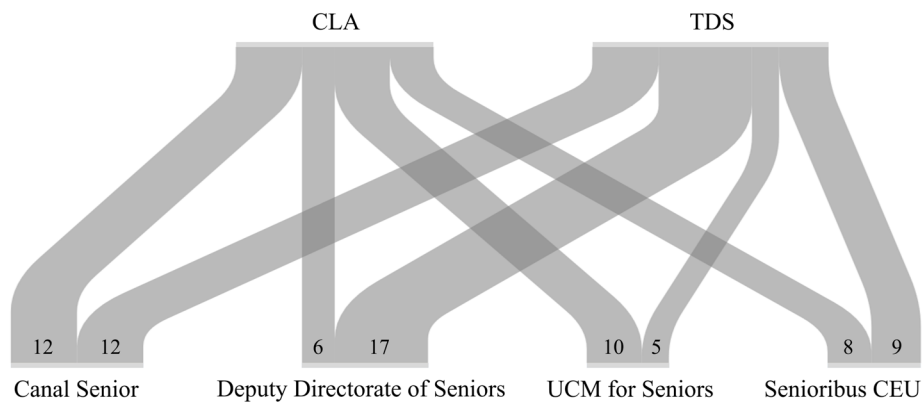 CLA TDS
12 12 6 17 10 5 8 9
Canal Senior Deputy Directorate of Seniors UCM for Seniors Senioribus CEU